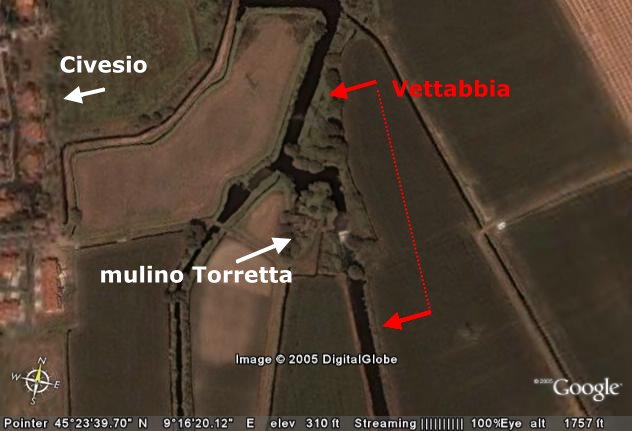 Civesio
Vettabbia
mulino Torretta
Image © 2005 DigitalGlobe
N
W
E
S
© 2005 Google
Pointer 45°23'39.70" N 9°16'20.12" E elev 310 ft Streaming |||||||||| 100% Eye alt 1757 ft